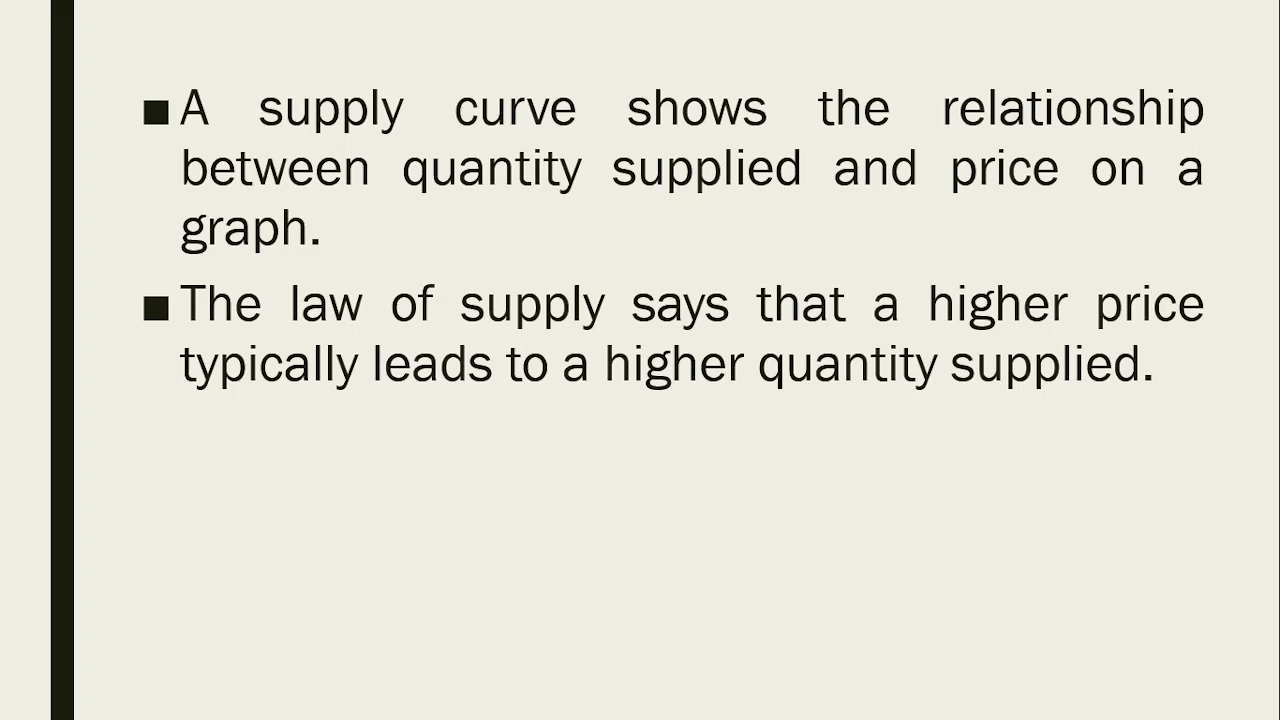 ■ A supply curve shows the relationship
between quantity supplied and price on a
graph.
■ The law of supply says that a higher price
typically leads to a higher quantity supplied.